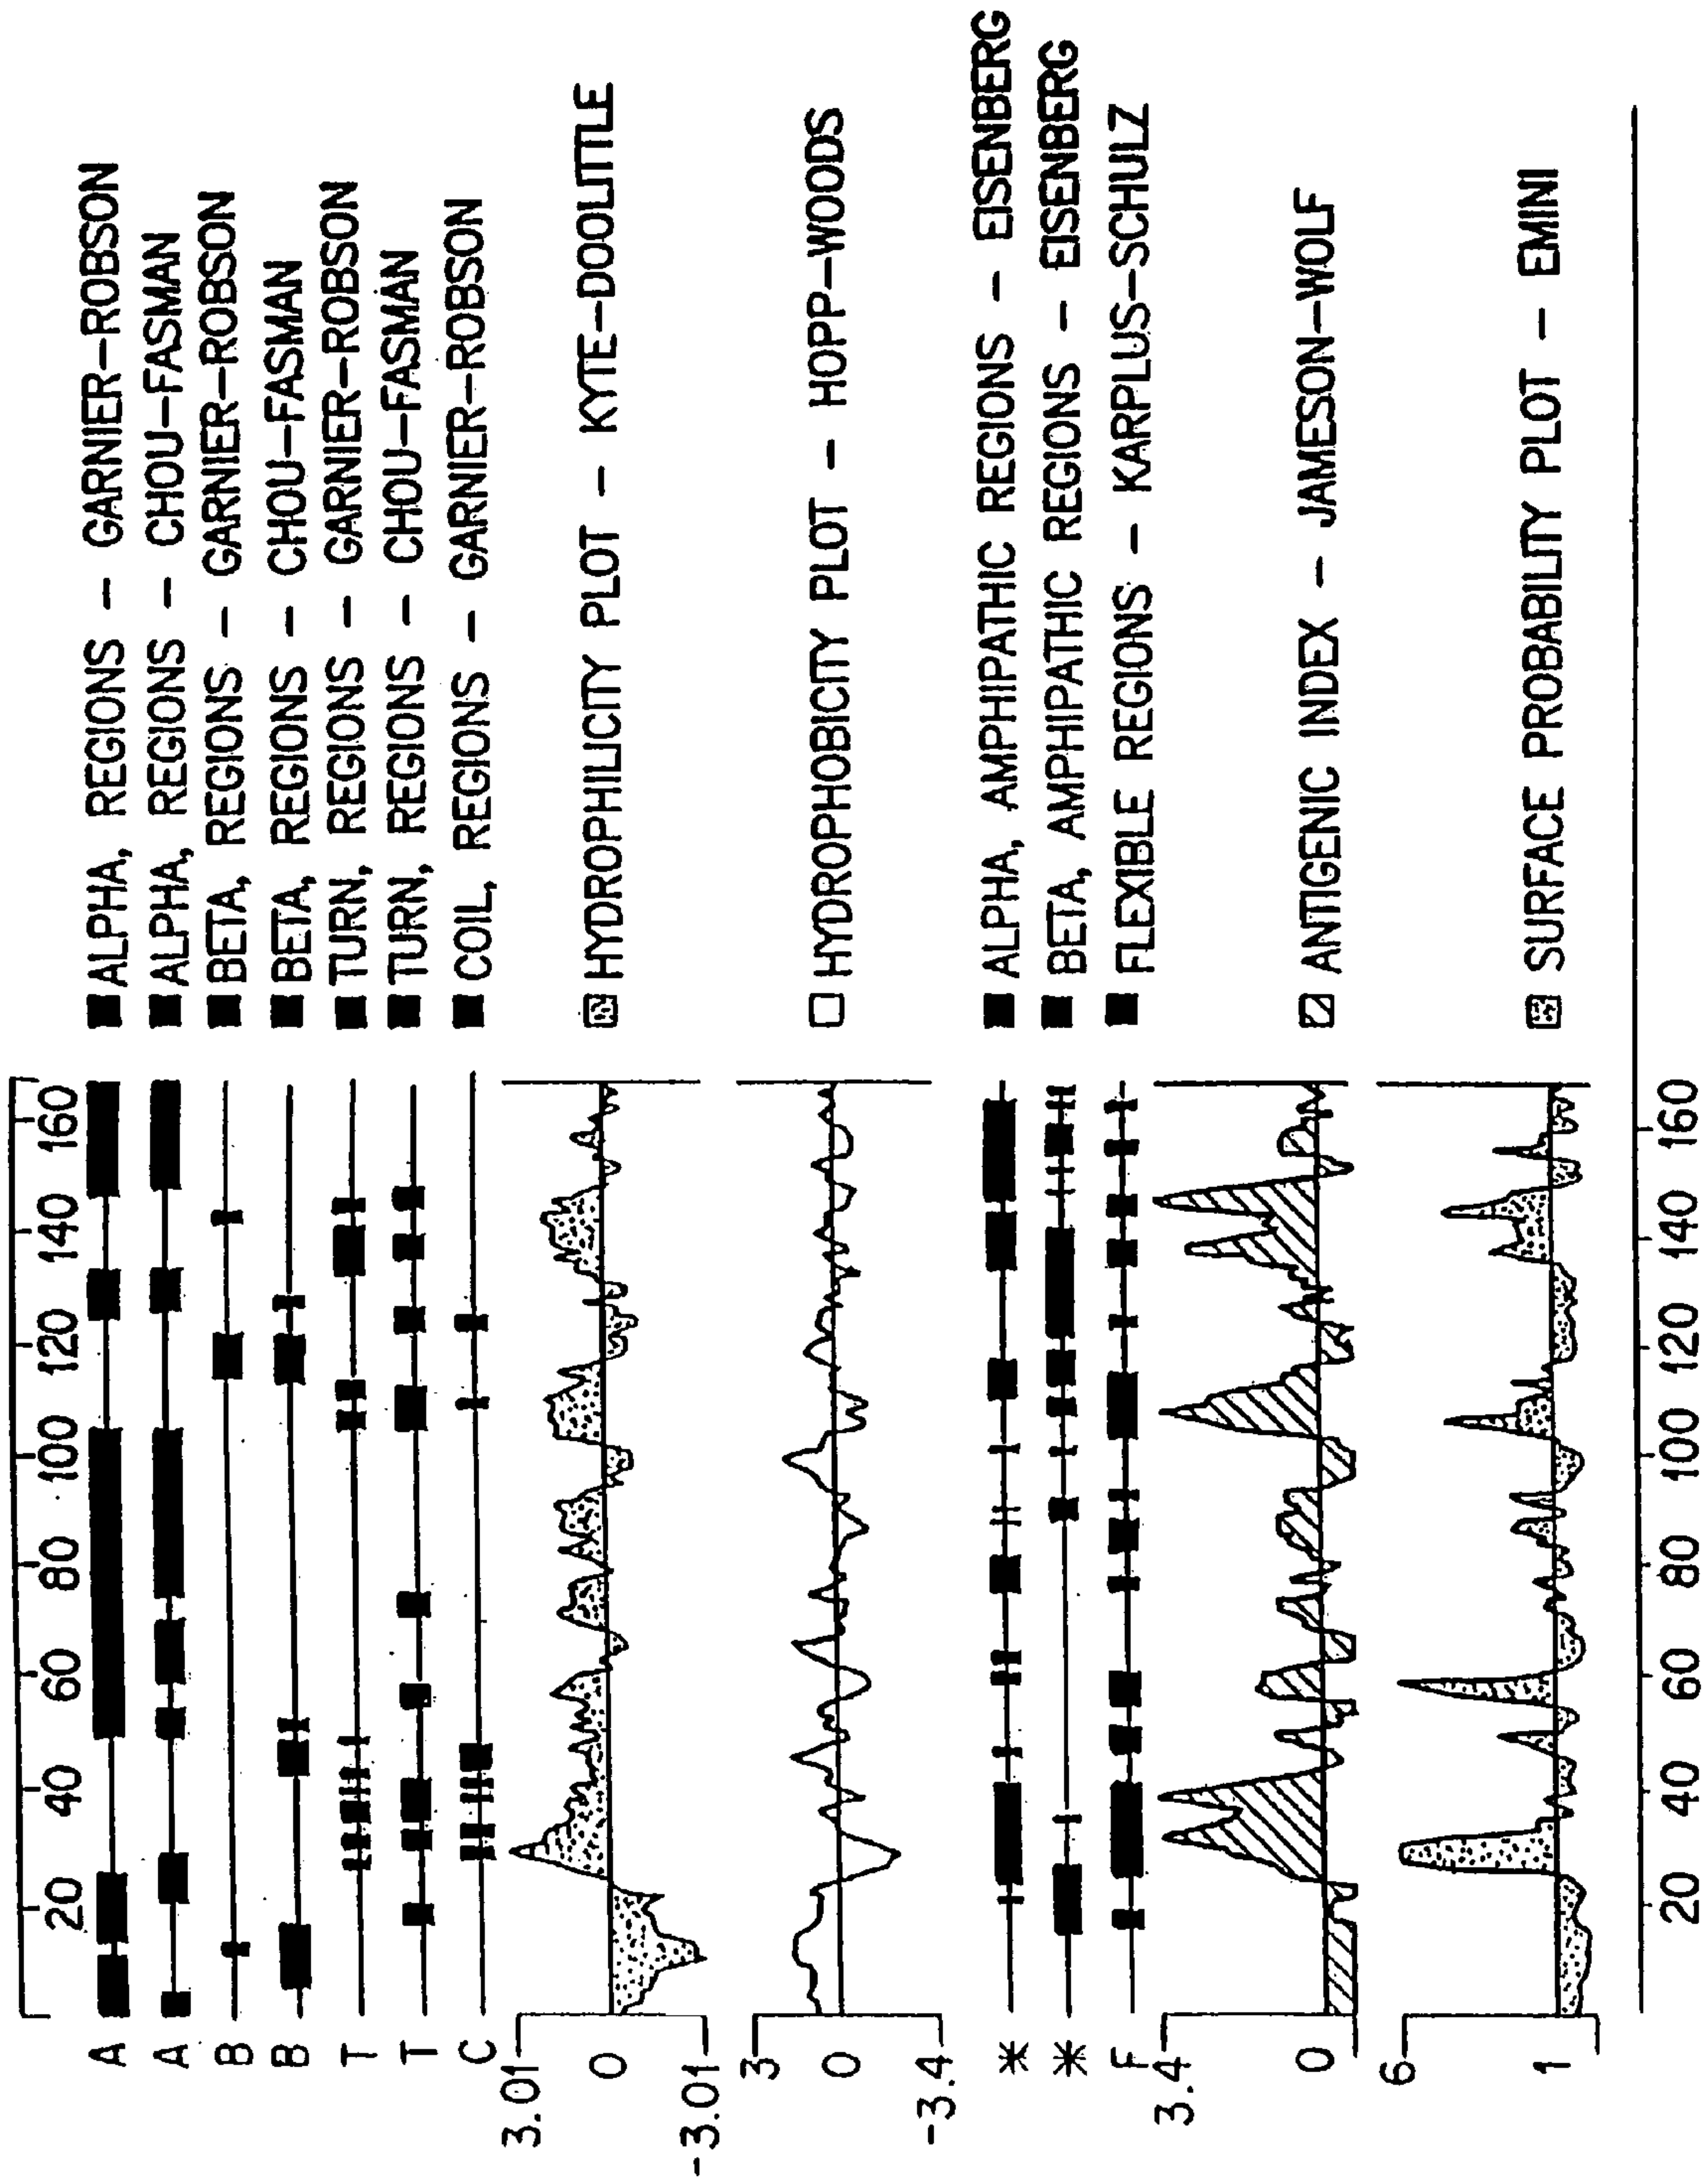 20 40 60 80 100 120 140 160
A ALPHA, REGIONS – GARNIER–ROBSON
A ALPHA, REGIONS – CHOU–FASMAN
B BETA, REGIONS – GARNIER–ROBSON
B BETA, REGIONS – CHOU–FASMAN
T TURN, REGIONS – GARNIER–ROBSON
T TURN, REGIONS – CHOU–FASMAN
C COIL, REGIONS – GARNIER–ROBSON
3.01
0 HYDROPHILICITY PLOT – KYTE–DOOLITTLE
-3.01
3
0 HYDROPHOBICITY PLOT – HOPP–WOODS
-3.4
* ALPHA, AMPHIPATHIC REGIONS – EISENBERG
* BETA, AMPHIPATHIC REGIONS – EISENBERG
F FLEXIBLE REGIONS – KARPLUS–SCHULZ
3.4
0 ANTIGENIC INDEX – JAMESON–WOLF
6
1 SURFACE PROBABILITY PLOT – EMINI
20 40 60 80 100 120 140 160